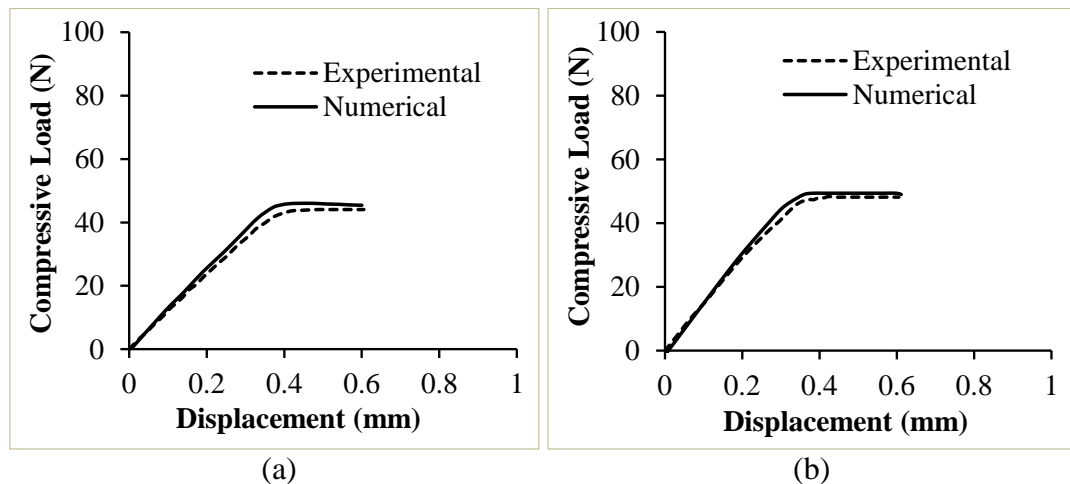 100
80
60
40
20
0
Compressive Load (N)
Experimental
Numerical
0 0.2 0.4 0.6 0.8 1
Displacement (mm)
(a)
100
80
60
40
20
0
Compressive Load (N)
Experimental
Numerical
0 0.2 0.4 0.6 0.8 1
Displacement (mm)
(b)